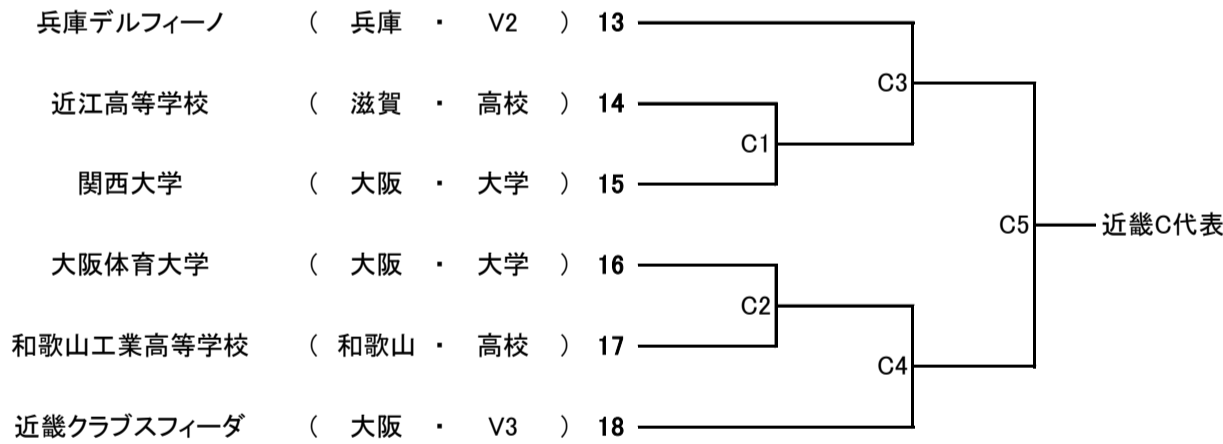 兵庫デルフィーノ ( 兵庫 ・ V2 ) 13
C3
近江高等学校 ( 滋賀 ・ 高校 ) 14
C1
関西大学 ( 大阪 ・ 大学 ) 15
C5 近畿C代表
大阪体育大学 ( 大阪 ・ 大学 ) 16
C2
和歌山工業高等学校 ( 和歌山 ・ 高校 ) 17
C4
近畿クラブスフィーダ ( 大阪 ・ V3 ) 18